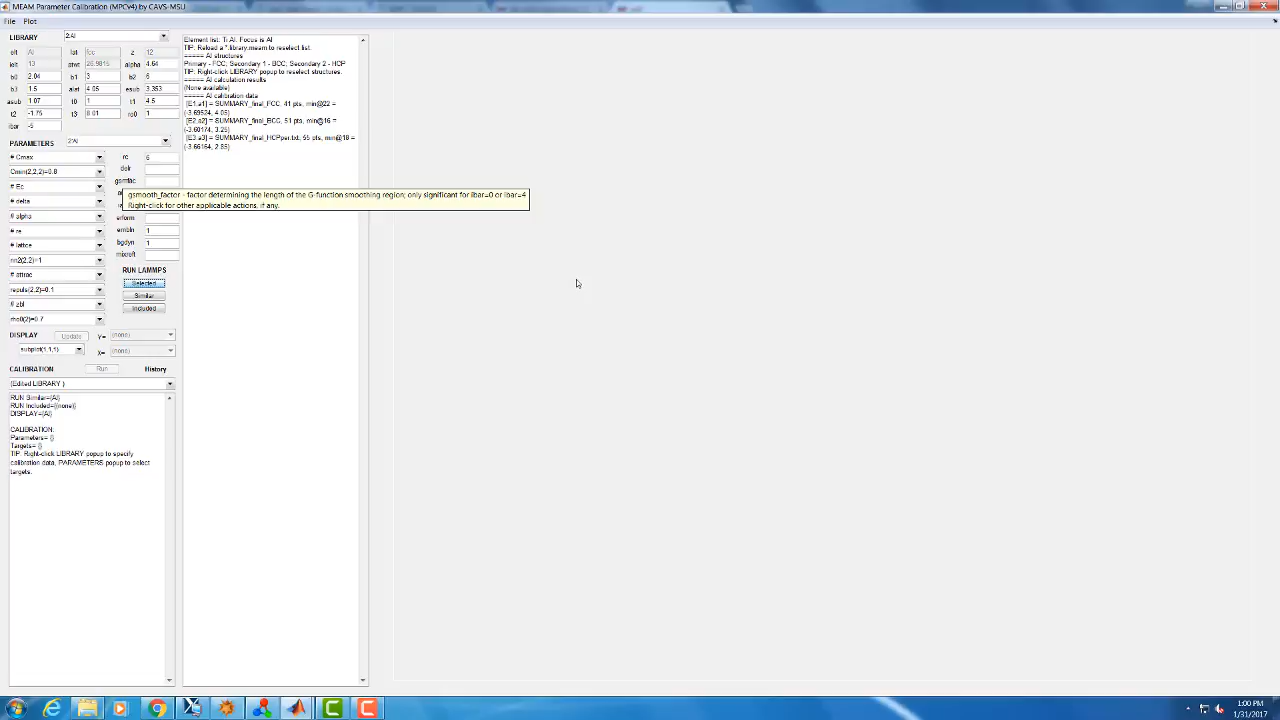 MEAM Parameter Calibration (MPCv4) by CAVS-MSU
File Plot
LIBRARY 2:Al
elt Al lat fcc z 12
ielt 13 atwt 26.9815 alpha 4.64
b0 2.04 b1 3 b2 6
b3 1.5 alat 4.05 esub 3.353
asub 1.07 t0 1 t1 4.5
t2 -1.75 t3 8.01 ro0 1
ibar -5
PARAMETERS 2:'Al'
# Cmax rc 6
Cmin(2,2,2)=0.8 delr
# Ec gsmfac
# delta
# alpha erform
# re embln 1
# lattce bgdyn 1
nn2(2,2)=1 mixreft
# attrac RUN LAMMPS
repuls(2,2)=0.1 Selected
# zbl Similar
rho0(2)=0.7 Included
DISPLAY Update Y= (none)
subplot(1,1,1) X= (none)
CALIBRATION Run History
(Edited LIBRARY )
RUN Similar={Al}
RUN Included={(none)}
DISPLAY={Al}
CALIBRATION:
Parameters= {}
Targets= {}
TIP: Right-click LIBRARY popup to specify
calibration data, PARAMETERS popup to select
targets.
Element list: Ti Al. Focus is Al
TIP: Reload a *.library.meam to reselect list.
===== Al structures
Primary - FCC; Secondary 1 - BCC; Secondary 2 - HCP
TIP: Right-click LIBRARY popup to reselect structures.
===== Al calculation results
(None available)
===== Al calibration data
[E1,a1] = SUMMARY_final_FCC, 41 pts, min@22 =
(-3.69524, 4.05)
[E2,a2] = SUMMARY_final_BCC, 51 pts, min@16 =
(-3.60174, 3.25)
[E3,a3] = SUMMARY_final_HCPper.txt, 55 pts, min@18 =
(-3.66164, 2.85)
gsmooth_factor - factor determining the length of the G-function smoothing region; only significant for ibar=0 or ibar=4
Right-click for other applicable actions, if any.
1:00 PM
1/31/2017